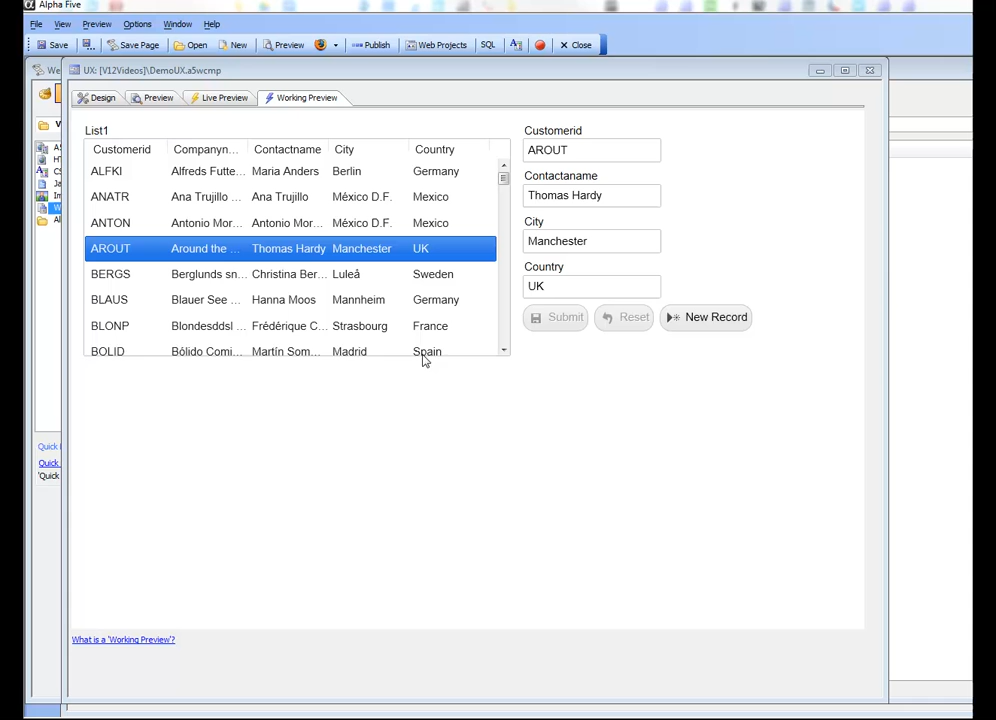 Alpha Five
File View Preview Options Window Help
Save Save Page Open New Preview Publish Web Projects SQL Close
UX: [V12Videos]\DemoUX.a5wcmp
Design Preview Live Preview Working Preview
List1
Customerid Companyn... Contactname City Country
ALFKI Alfreds Futte... Maria Anders Berlin Germany
ANATR Ana Trujillo ... Ana Trujillo México D.F. Mexico
ANTON Antonio Mor... Antonio Mor... México D.F. Mexico
AROUT Around the ... Thomas Hardy Manchester UK
BERGS Berglunds sn... Christina Ber... Luleå Sweden
BLAUS Blauer See ... Hanna Moos Mannheim Germany
BLONP Blondesddsl ... Frédérique C... Strasbourg France
BOLID Bólido Comi... Martín Som... Madrid Spain
Customerid
AROUT
Contactaname
Thomas Hardy
City
Manchester
Country
UK
Submit Reset New Record
Quick
Quick
'Quick
What is a 'Working Preview'?